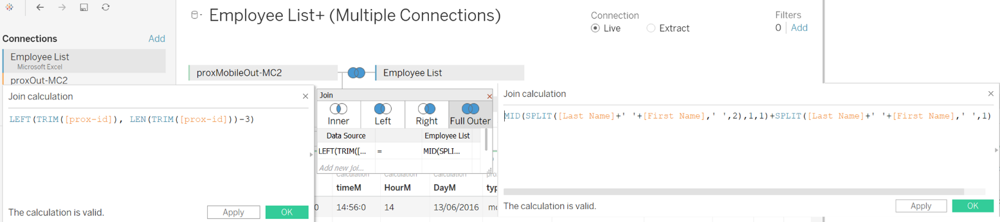 Employee List+ (Multiple Connections)
Connection
Live
Extract
Filters
0
Add
Connections
Add
Employee List
Microsoft Excel
proxOut-MC2
proxMobileOut-MC2
Employee List
Join calculation
LEFT(TRIM([prox-id]), LEN(TRIM([prox-id]))-3)
The calculation is valid.
Apply
OK
Join
Inner
Left
Right
Full Outer
Data Source
Employee List
LEFT(TRIM([...
=
MID(SPLI...
Add new Joi...
Calculation
Calculation
Calculation
timeM
HourM
DayM
14:56:0
14
13/06/2016
Join calculation
MID(SPLIT([Last Name]+' '+[First Name],' ',2),1,1)+SPLIT([Last Name]+' '+[First Name],' ',1)
The calculation is valid.
Apply
OK